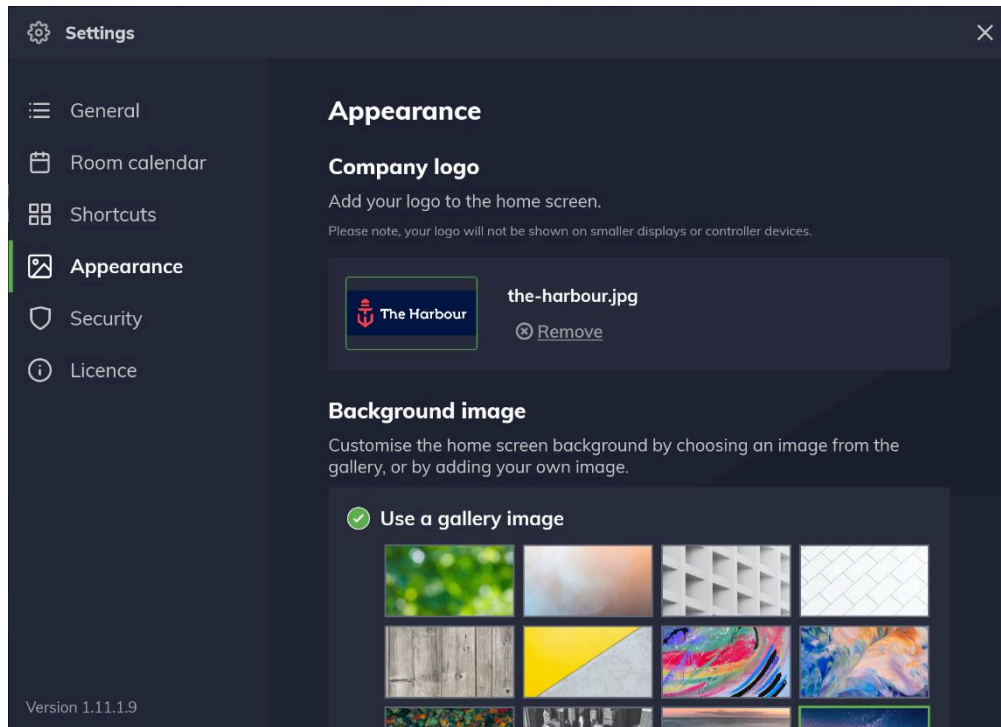 Settings
General
Room calendar
Shortcuts
Appearance
Security
Licence
Version 1.11.1.9
Appearance
Company logo
Add your logo to the home screen.
Please note, your logo will not be shown on smaller displays or controller devices.
The Harbour
the-harbour.jpg
Remove
Background image
Customise the home screen background by choosing an image from the
gallery, or by adding your own image.
Use a gallery image